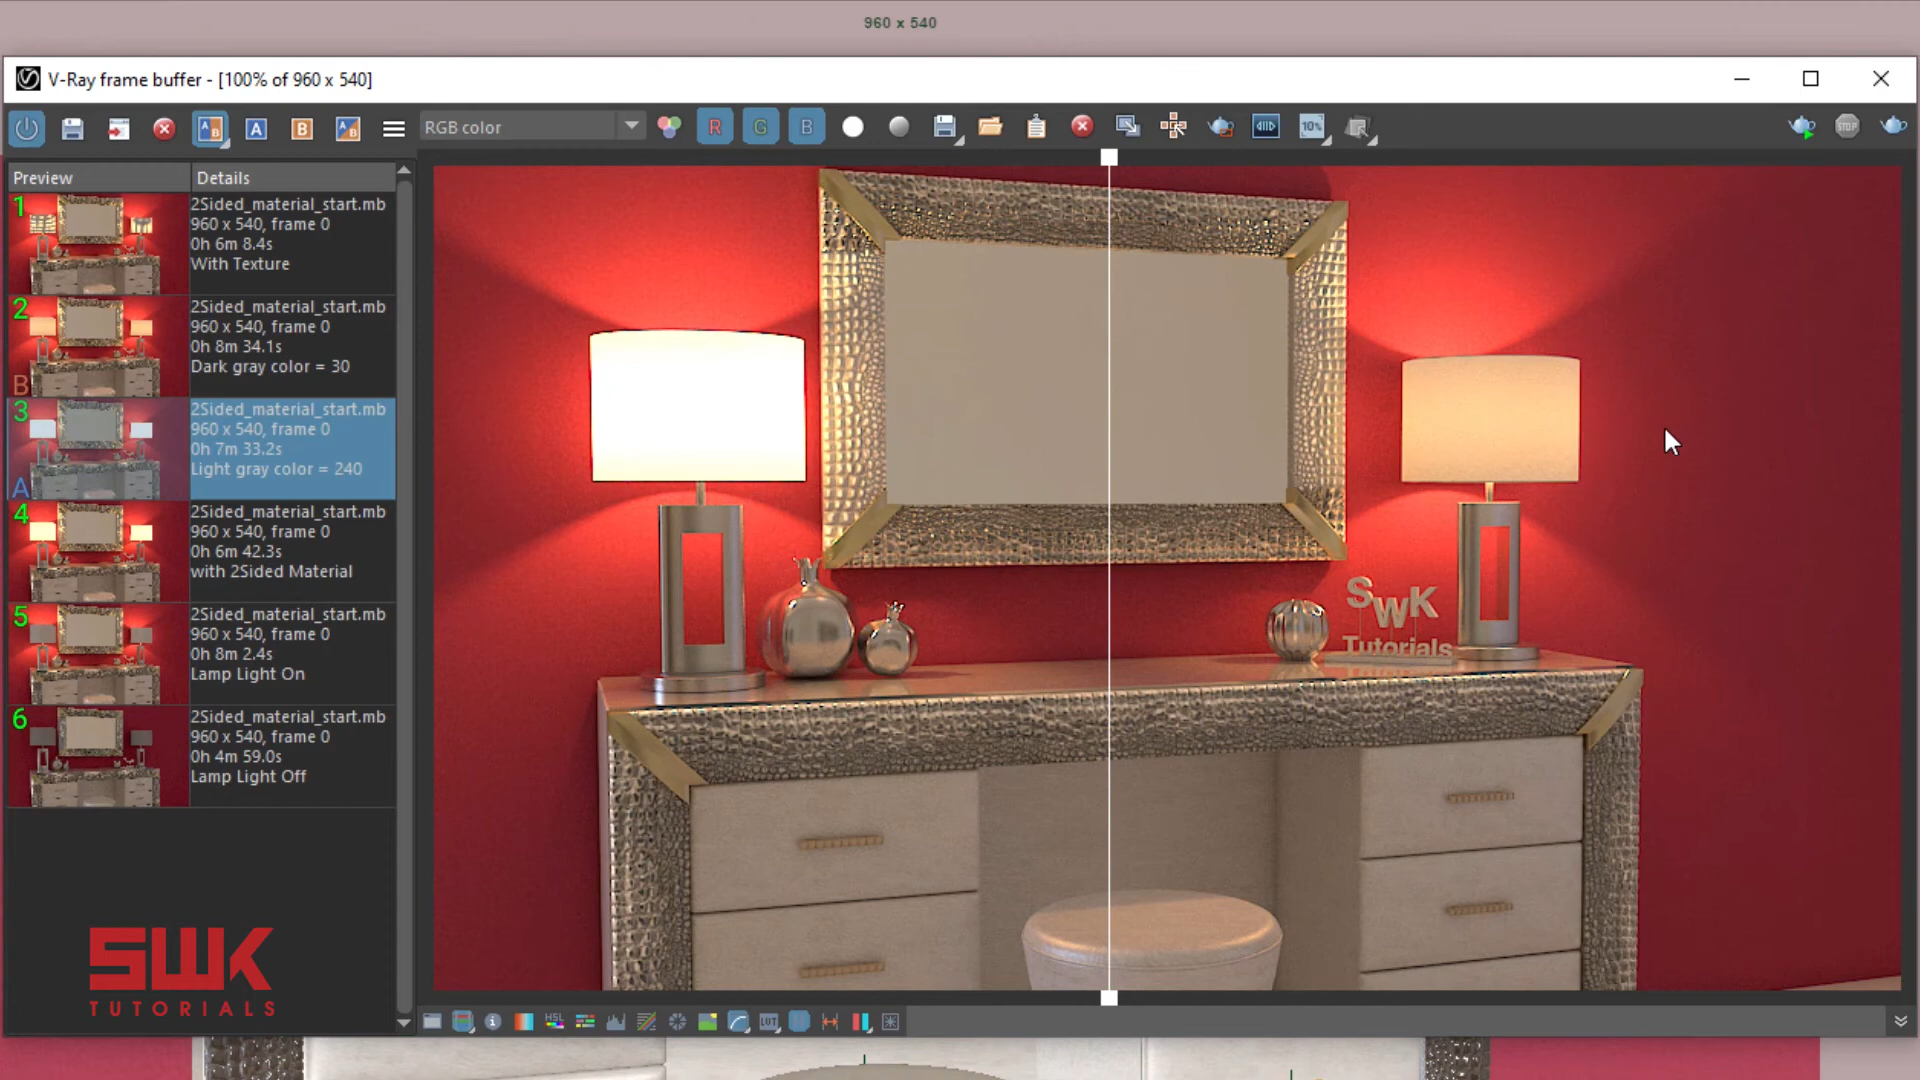 960 x 540
V-Ray frame buffer - [100% of 960 x 540]
A B
A
B
A B
RGB color
R
G
B
10%
STOP
Preview
Details
1
2Sided_material_start.mb
960 x 540, frame 0
0h 6m 8.4s
With Texture
2
2Sided_material_start.mb
960 x 540, frame 0
0h 8m 34.1s
Dark gray color = 30
B
3
2Sided_material_start.mb
960 x 540, frame 0
0h 7m 33.2s
Light gray color = 240
A
4
2Sided_material_start.mb
960 x 540, frame 0
0h 6m 42.3s
with 2Sided Material
5
2Sided_material_start.mb
960 x 540, frame 0
0h 8m 2.4s
Lamp Light On
6
2Sided_material_start.mb
960 x 540, frame 0
0h 4m 59.0s
Lamp Light Off
SWK
Tutorials
SWK
TUTORIALS
HSL
LUT